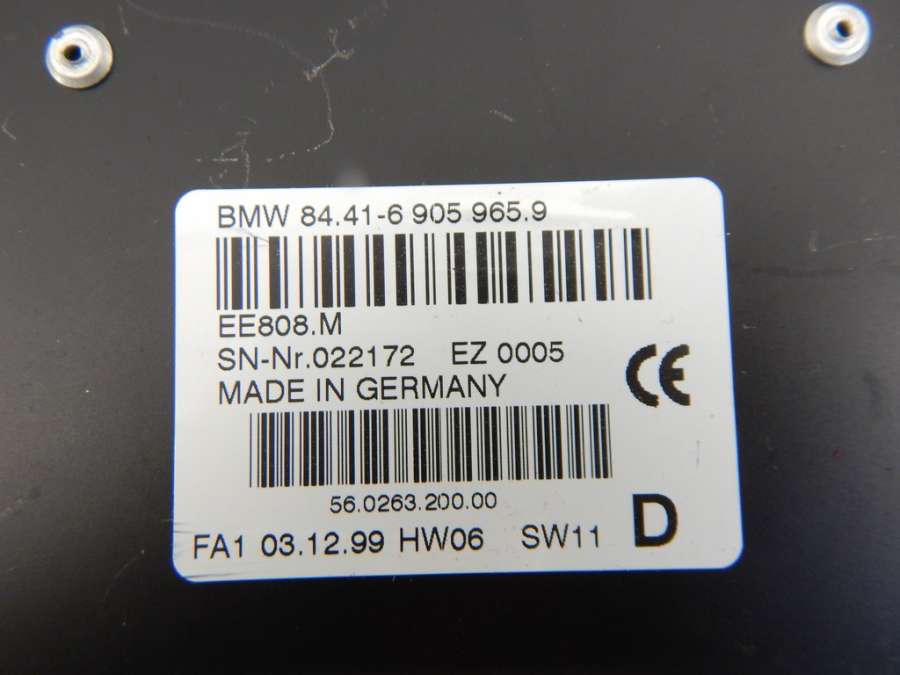 BMW 84.41-6 905 965.9
EE808.M
SN-Nr.022172 EZ 0005
MADE IN GERMANY
CE
56.0263.200.00
FA1 03.12.99 HW06 SW11 D